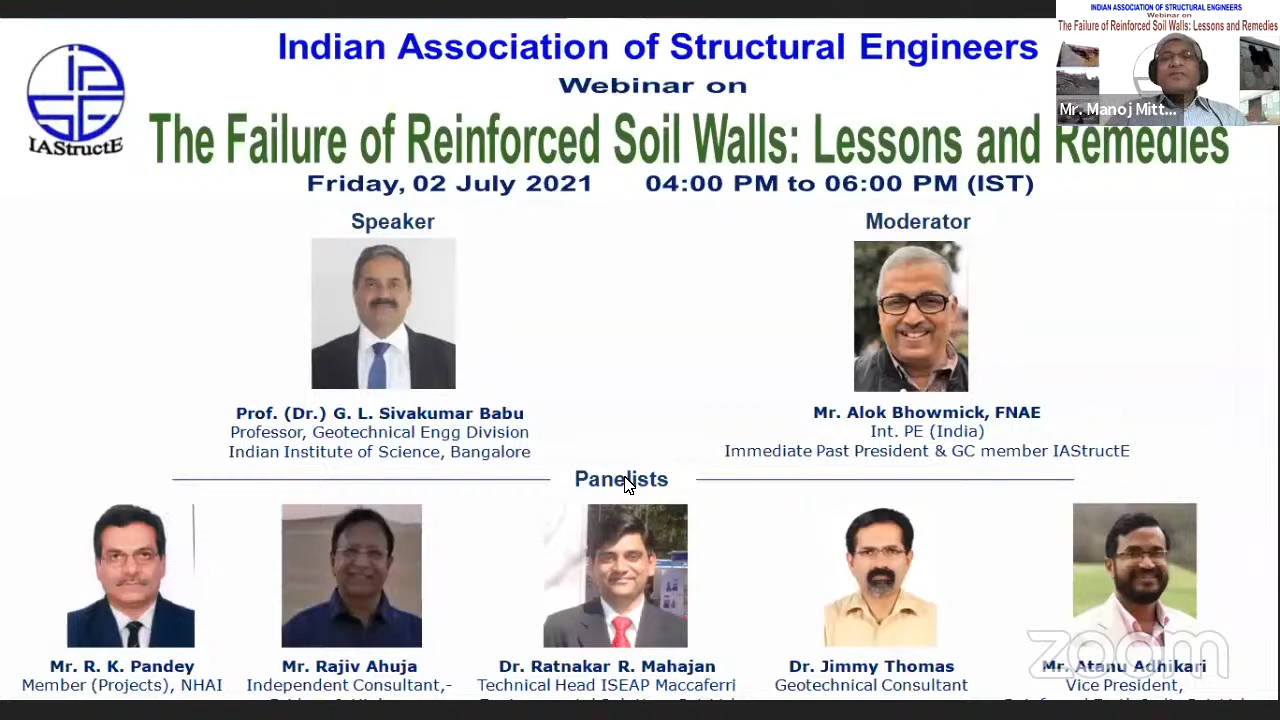 Indian Association of Structural Engineers
Webinar on
The Failure of Reinforced Soil Walls: Lessons and Remedies
Friday, 02 July 2021 04:00 PM to 06:00 PM (IST)
IAStructE
INDIAN ASSOCIATION OF STRUCTURAL ENGINEERS
Webinar on
The Failure of Reinforced Soil Walls: Lessons and Remedies
Mr. Manoj Mitt...
Speaker
Moderator
Prof. (Dr.) G. L. Sivakumar Babu
Professor, Geotechnical Engg Division
Indian Institute of Science, Bangalore
Mr. Alok Bhowmick, FNAE
Int. PE (India)
Immediate Past President & GC member IAStructE
Panelists
Mr. R. K. Pandey
Member (Projects), NHAI
Mr. Rajiv Ahuja
Independent Consultant,-
Dr. Ratnakar R. Mahajan
Technical Head ISEAP Maccaferri
Dr. Jimmy Thomas
Geotechnical Consultant
Mr. Atanu Adhikari
Vice President,
zoom